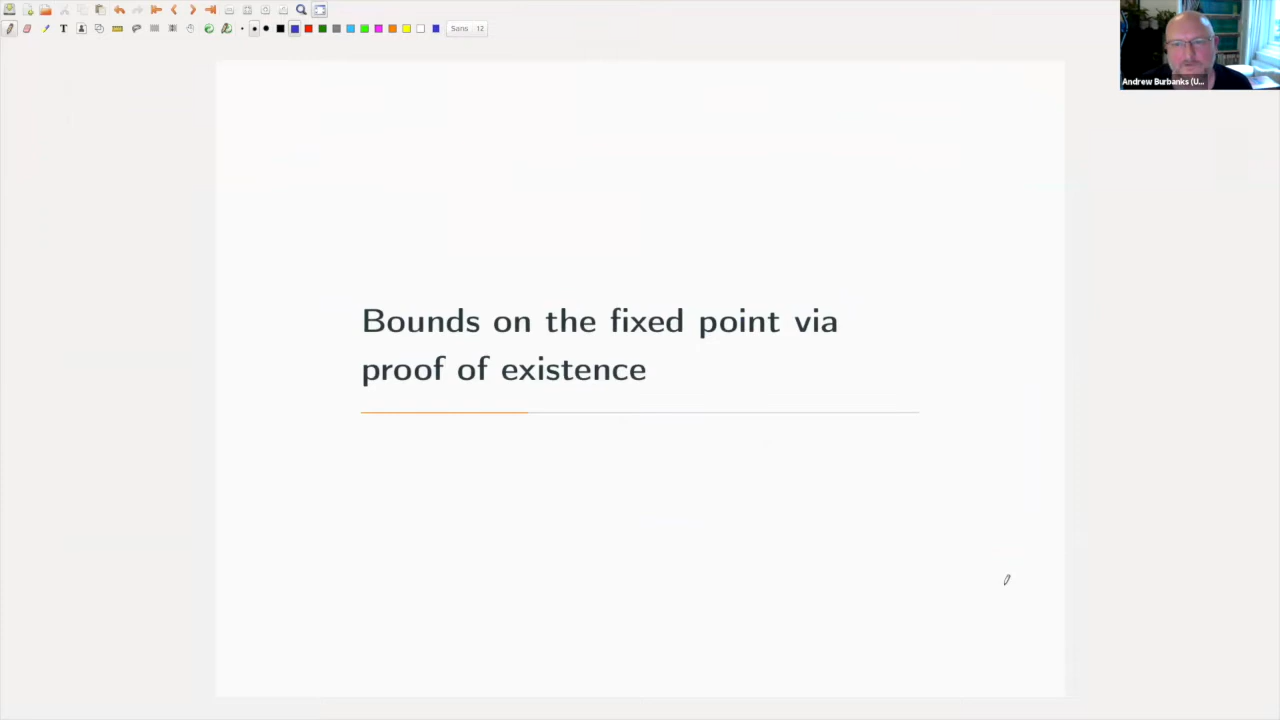 T
Sans 12
Andrew Burbanks (U...
Bounds on the fixed point via
proof of existence